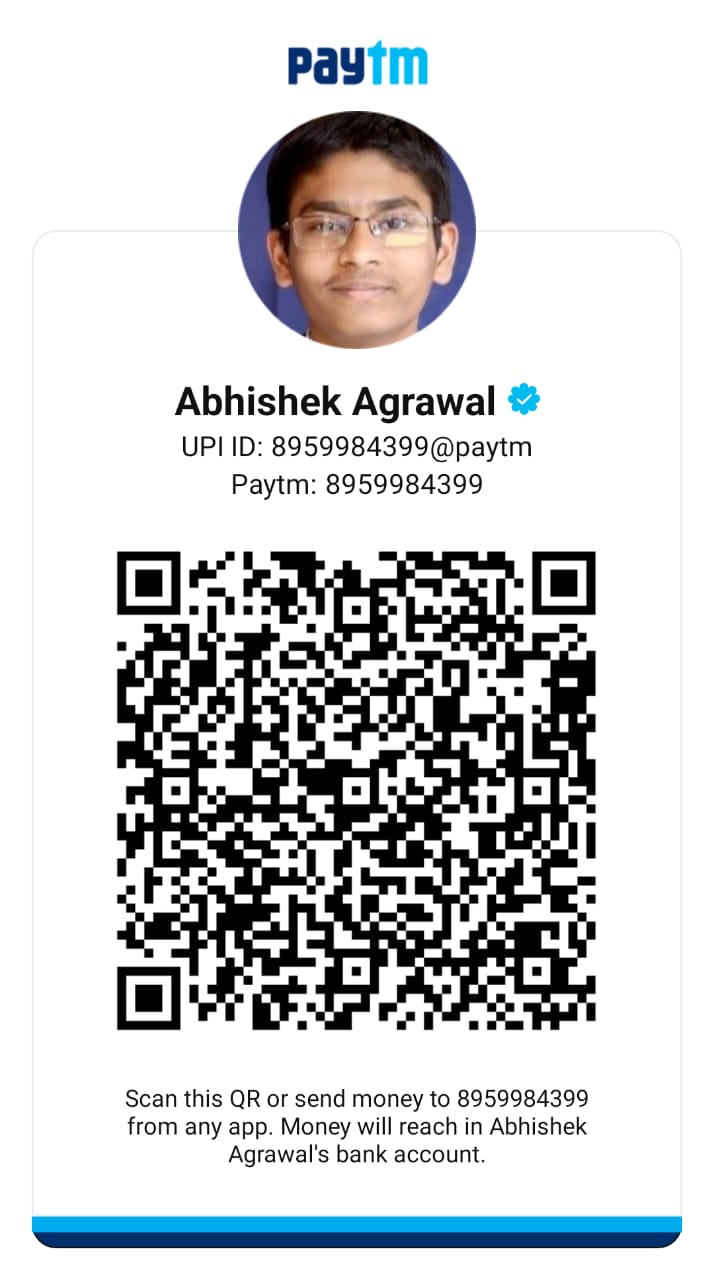 paytm
Abhishek Agrawal
UPI ID: 8959984399@paytm
Paytm: 8959984399
Scan this QR or send money to 8959984399
from any app. Money will reach in Abhishek
Agrawal's bank account.